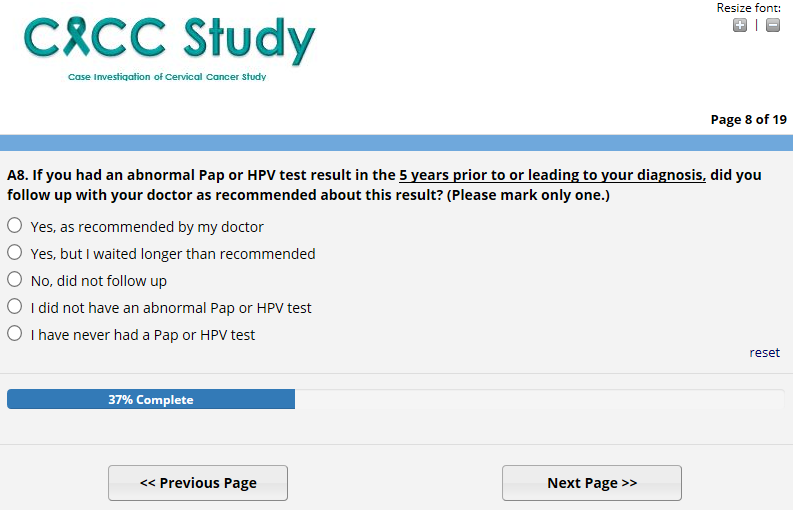 Resize font:
+ | −
CICC Study
Case Investigation of Cervical Cancer Study
Page 8 of 19
A8. If you had an abnormal Pap or HPV test result in the 5 years prior to or leading to your diagnosis, did you
follow up with your doctor as recommended about this result? (Please mark only one.)
Yes, as recommended by my doctor
Yes, but I waited longer than recommended
No, did not follow up
I did not have an abnormal Pap or HPV test
I have never had a Pap or HPV test
reset
37% Complete
<< Previous Page
Next Page >>